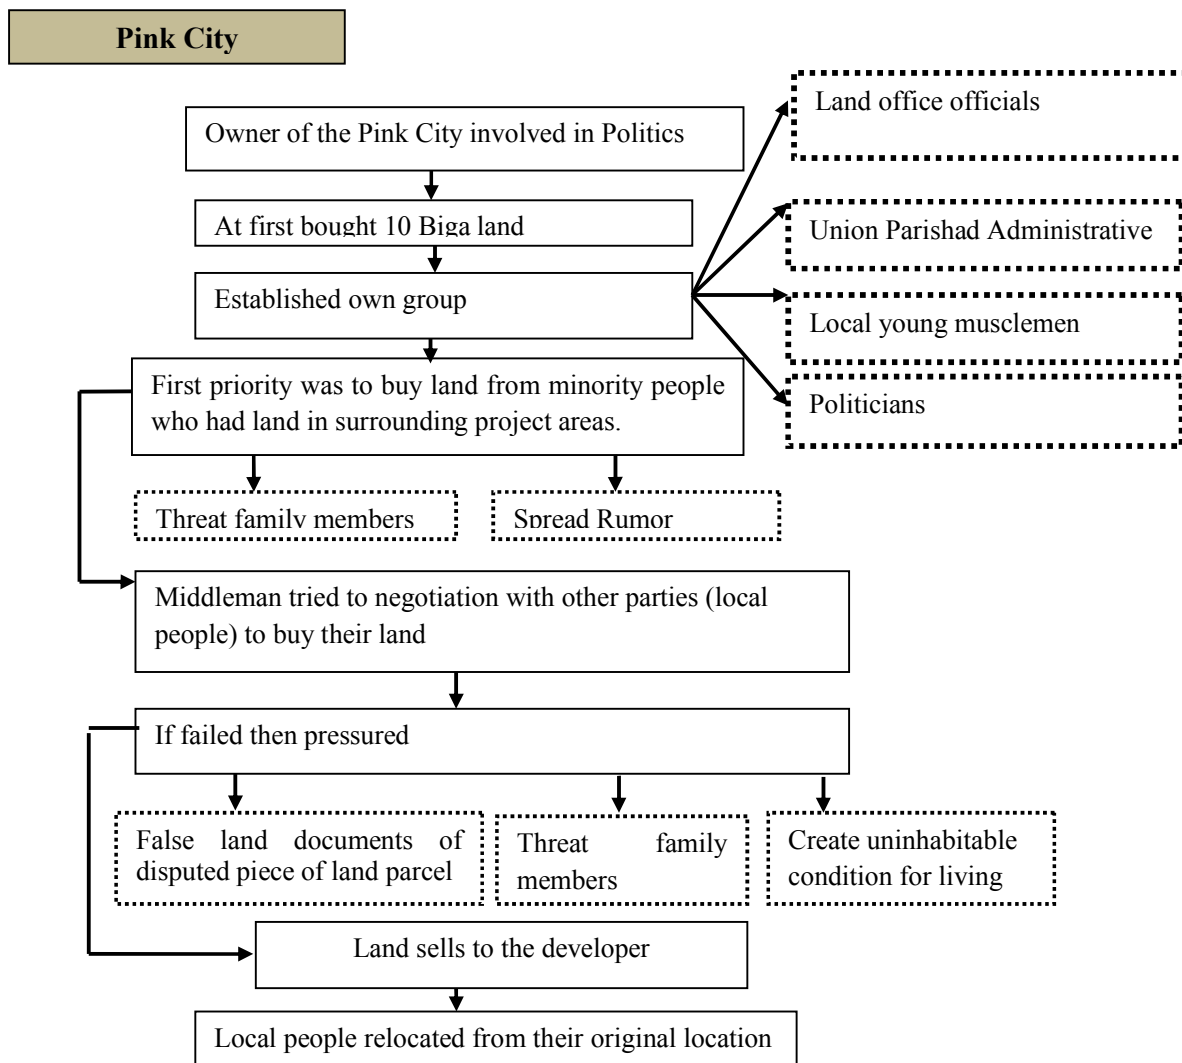 Pink City
Owner of the Pink City involved in Politics
At first bought 10 Biga land
Established own group
Land office officials
Union Parishad Administrative
Local young musclemen
Politicians
First priority was to buy land from minority people
who had land in surrounding project areas.
Threat family members
Spread Rumor
Middleman tried to negotiation with other parties (local
people) to buy their land
If failed then pressured
False land documents of
disputed piece of land parcel
Threat family
members
Create uninhabitable
condition for living
Land sells to the developer
Local people relocated from their original location